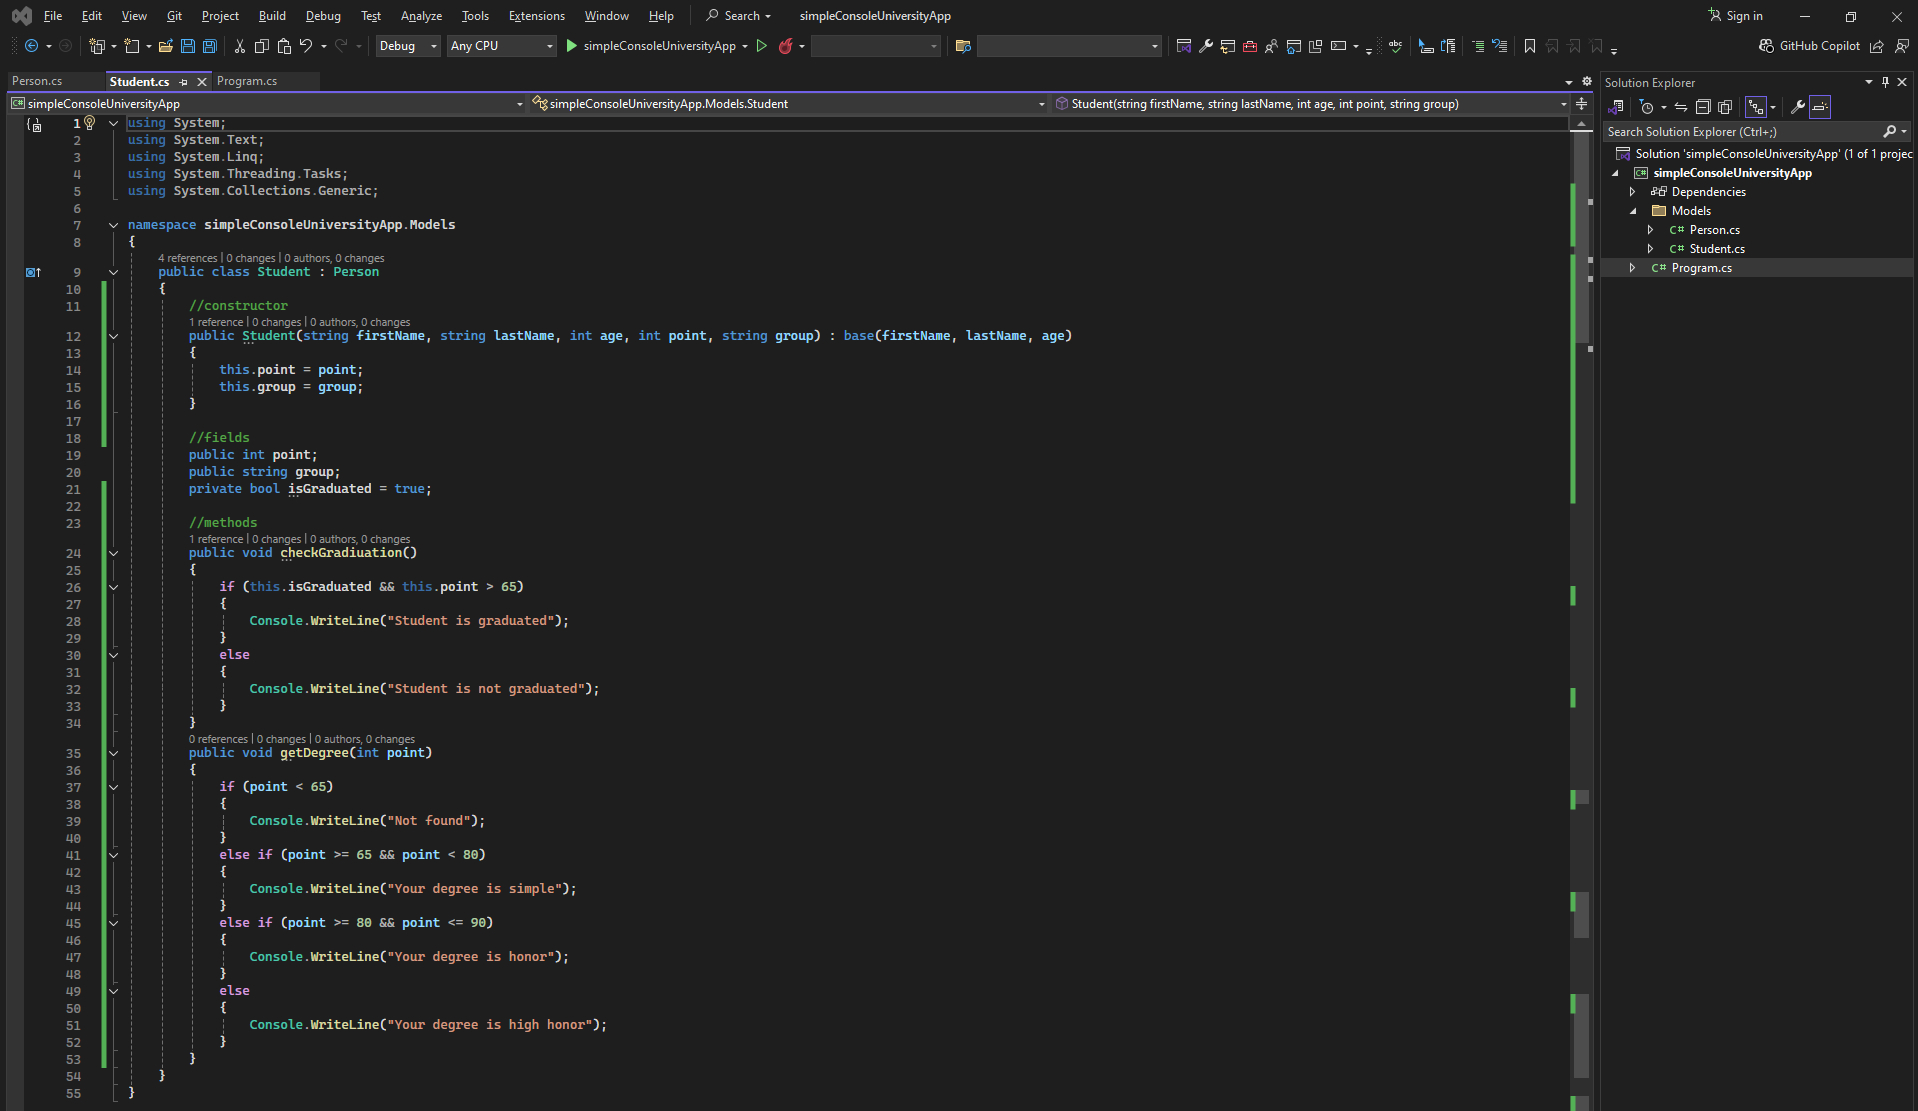 File Edit View Git Project Build Debug Test Analyze Tools Extensions Window Help Search simpleConsoleUniversityApp Sign in
Debug Any CPU simpleConsoleUniversityApp GitHub Copilot
Person.cs Student.cs Program.cs
simpleConsoleUniversityApp simpleConsoleUniversityApp.Models.Student Student(string firstName, string lastName, int age, int point, string group)
1 using System;
2 using System.Text;
3 using System.Linq;
4 using System.Threading.Tasks;
5 using System.Collections.Generic;
6
7 namespace simpleConsoleUniversityApp.Models
8 {
4 references | 0 changes | 0 authors, 0 changes
9 public class Student : Person
10 {
11 //constructor
1 reference | 0 changes | 0 authors, 0 changes
12 public Student(string firstName, string lastName, int age, int point, string group) : base(firstName, lastName, age)
13 {
14 this.point = point;
15 this.group = group;
16 }
17
18 //fields
19 public int point;
20 public string group;
21 private bool isGraduated = true;
22
23 //methods
1 reference | 0 changes | 0 authors, 0 changes
24 public void checkGradiuation()
25 {
26 if (this.isGraduated && this.point > 65)
27 {
28 Console.WriteLine("Student is graduated");
29 }
30 else
31 {
32 Console.WriteLine("Student is not graduated");
33 }
34 }
0 references | 0 changes | 0 authors, 0 changes
35 public void getDegree(int point)
36 {
37 if (point < 65)
38 {
39 Console.WriteLine("Not found");
40 }
41 else if (point >= 65 && point < 80)
42 {
43 Console.WriteLine("Your degree is simple");
44 }
45 else if (point >= 80 && point <= 90)
46 {
47 Console.WriteLine("Your degree is honor");
48 }
49 else
50 {
51 Console.WriteLine("Your degree is high honor");
52 }
53 }
54 }
55 }
Solution Explorer
Search Solution Explorer (Ctrl+;)
Solution 'simpleConsoleUniversityApp' (1 of 1 projec
C# simpleConsoleUniversityApp
Dependencies
Models
C# Person.cs
C# Student.cs
C# Program.cs